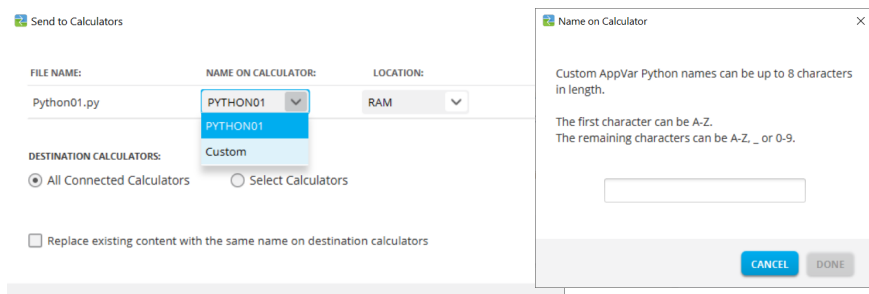 Send to Calculators
FILE NAME: NAME ON CALCULATOR: LOCATION:
Python01.py PYTHON01 RAM
PYTHON01
Custom
DESTINATION CALCULATORS:
All Connected Calculators Select Calculators
Replace existing content with the same name on destination calculators
Name on Calculator
Custom AppVar Python names can be up to 8 characters
in length.
The first character can be A-Z.
The remaining characters can be A-Z, _ or 0-9.
CANCEL DONE